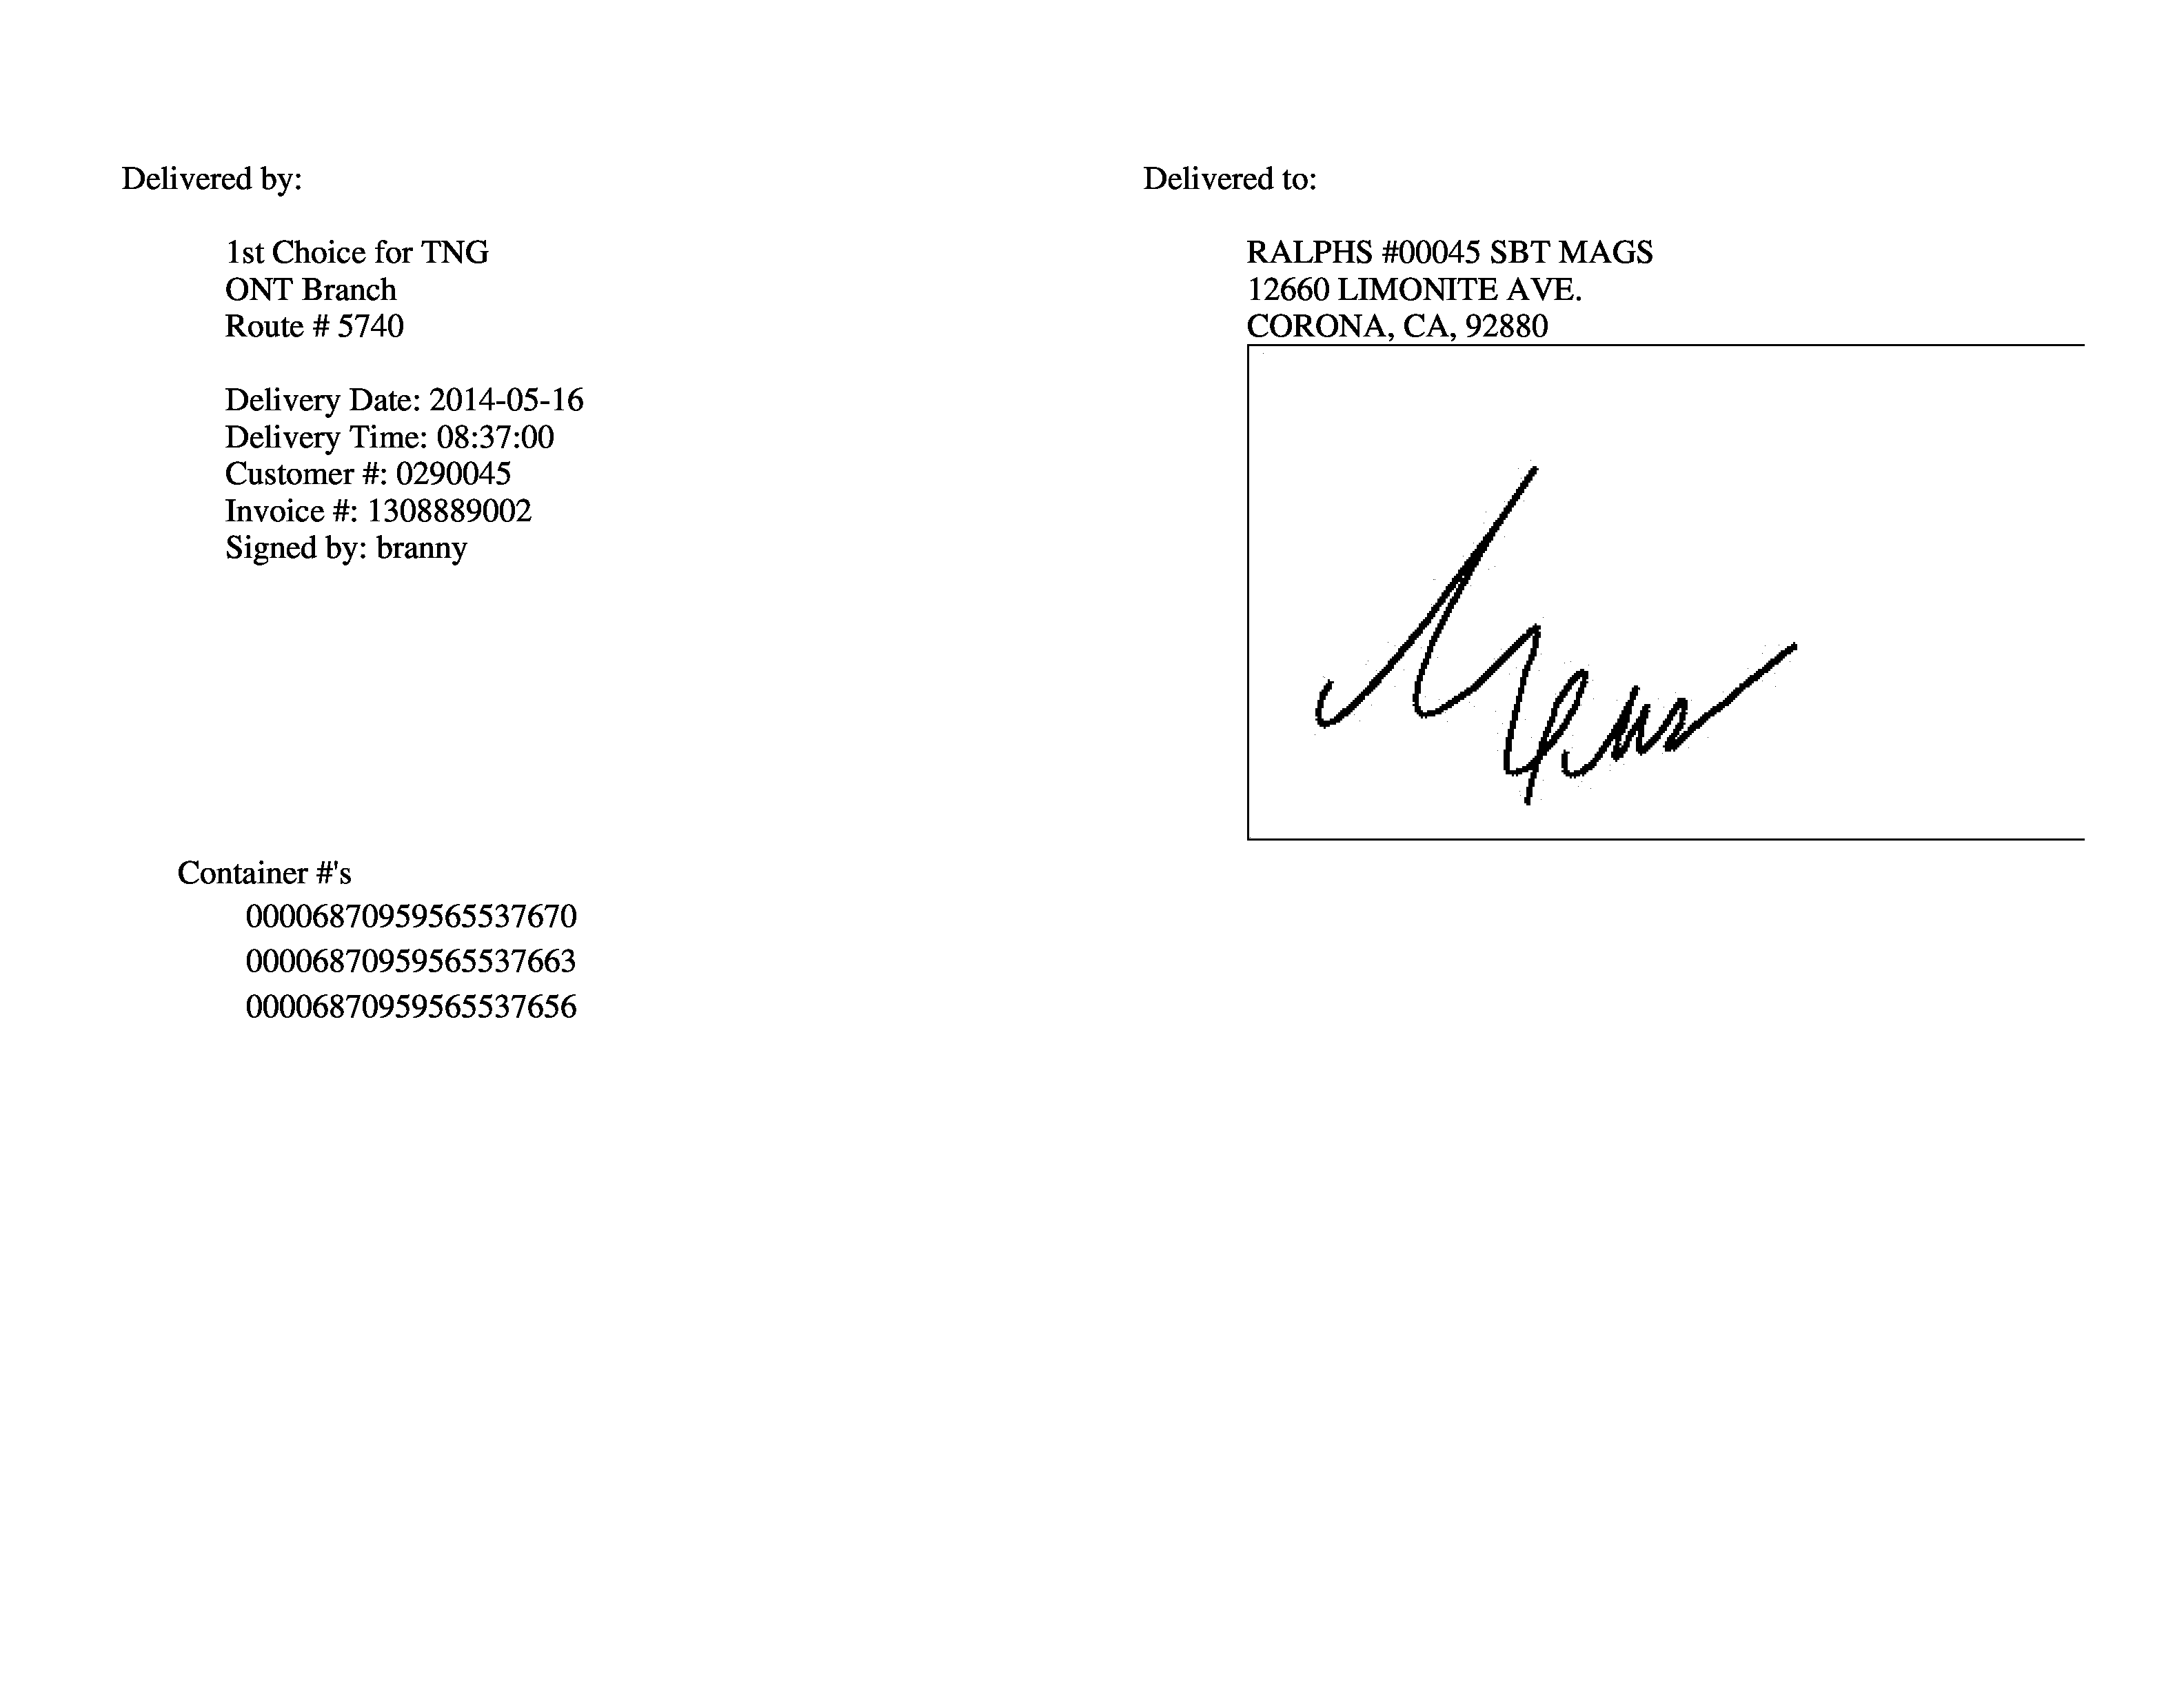 Delivered by:
1st Choice for TNG
ONT Branch
Route # 5740
Delivery Date: 2014-05-16
Delivery Time: 08:37:00
Customer #: 0290045
Invoice #: 1308889002
Signed by: branny
Delivered to:
RALPHS #00045 SBT MAGS
12660 LIMONITE AVE.
CORONA, CA, 92880
Container #'s
00006870959565537670
00006870959565537663
00006870959565537656